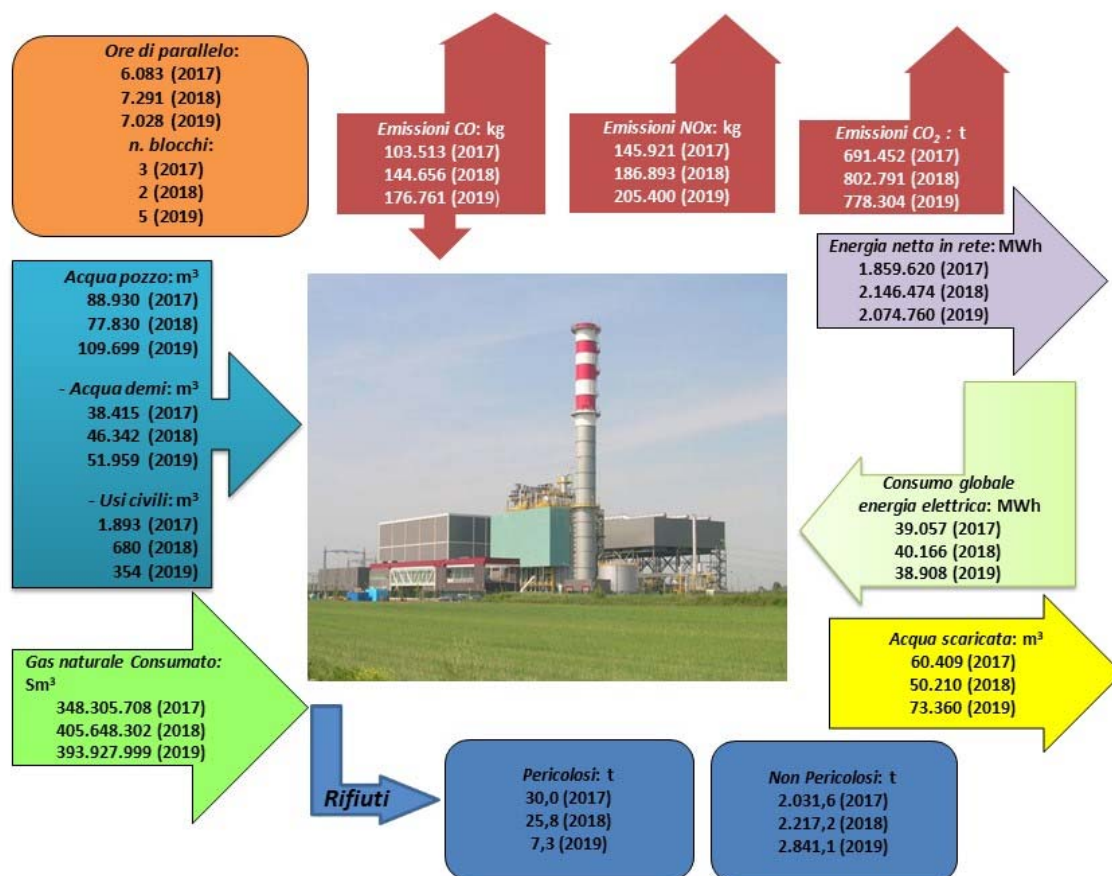 Ore di parallelo:
6.083 (2017)
7.291 (2018)
7.028 (2019)
n. blocchi:
3 (2017)
2 (2018)
5 (2019)
Emissioni CO: kg
103.513 (2017)
144.656 (2018)
176.761 (2019)
Emissioni NOx: kg
145.921 (2017)
186.893 (2018)
205.400 (2019)
Emissioni CO₂ : t
691.452 (2017)
802.791 (2018)
778.304 (2019)
Energia netta in rete: MWh
1.859.620 (2017)
2.146.474 (2018)
2.074.760 (2019)
Acqua pozzo: m³
88.930 (2017)
77.830 (2018)
109.699 (2019)
- Acqua demi: m³
38.415 (2017)
46.342 (2018)
51.959 (2019)
- Usi civili: m³
1.893 (2017)
680 (2018)
354 (2019)
Consumo globale
energia elettrica: MWh
39.057 (2017)
40.166 (2018)
38.908 (2019)
Gas naturale Consumato:
Sm³
348.305.708 (2017)
405.648.302 (2018)
393.927.999 (2019)
Acqua scaricata: m³
60.409 (2017)
50.210 (2018)
73.360 (2019)
Rifiuti
Pericolosi: t
30,0 (2017)
25,8 (2018)
7,3 (2019)
Non Pericolosi: t
2.031,6 (2017)
2.217,2 (2018)
2.841,1 (2019)